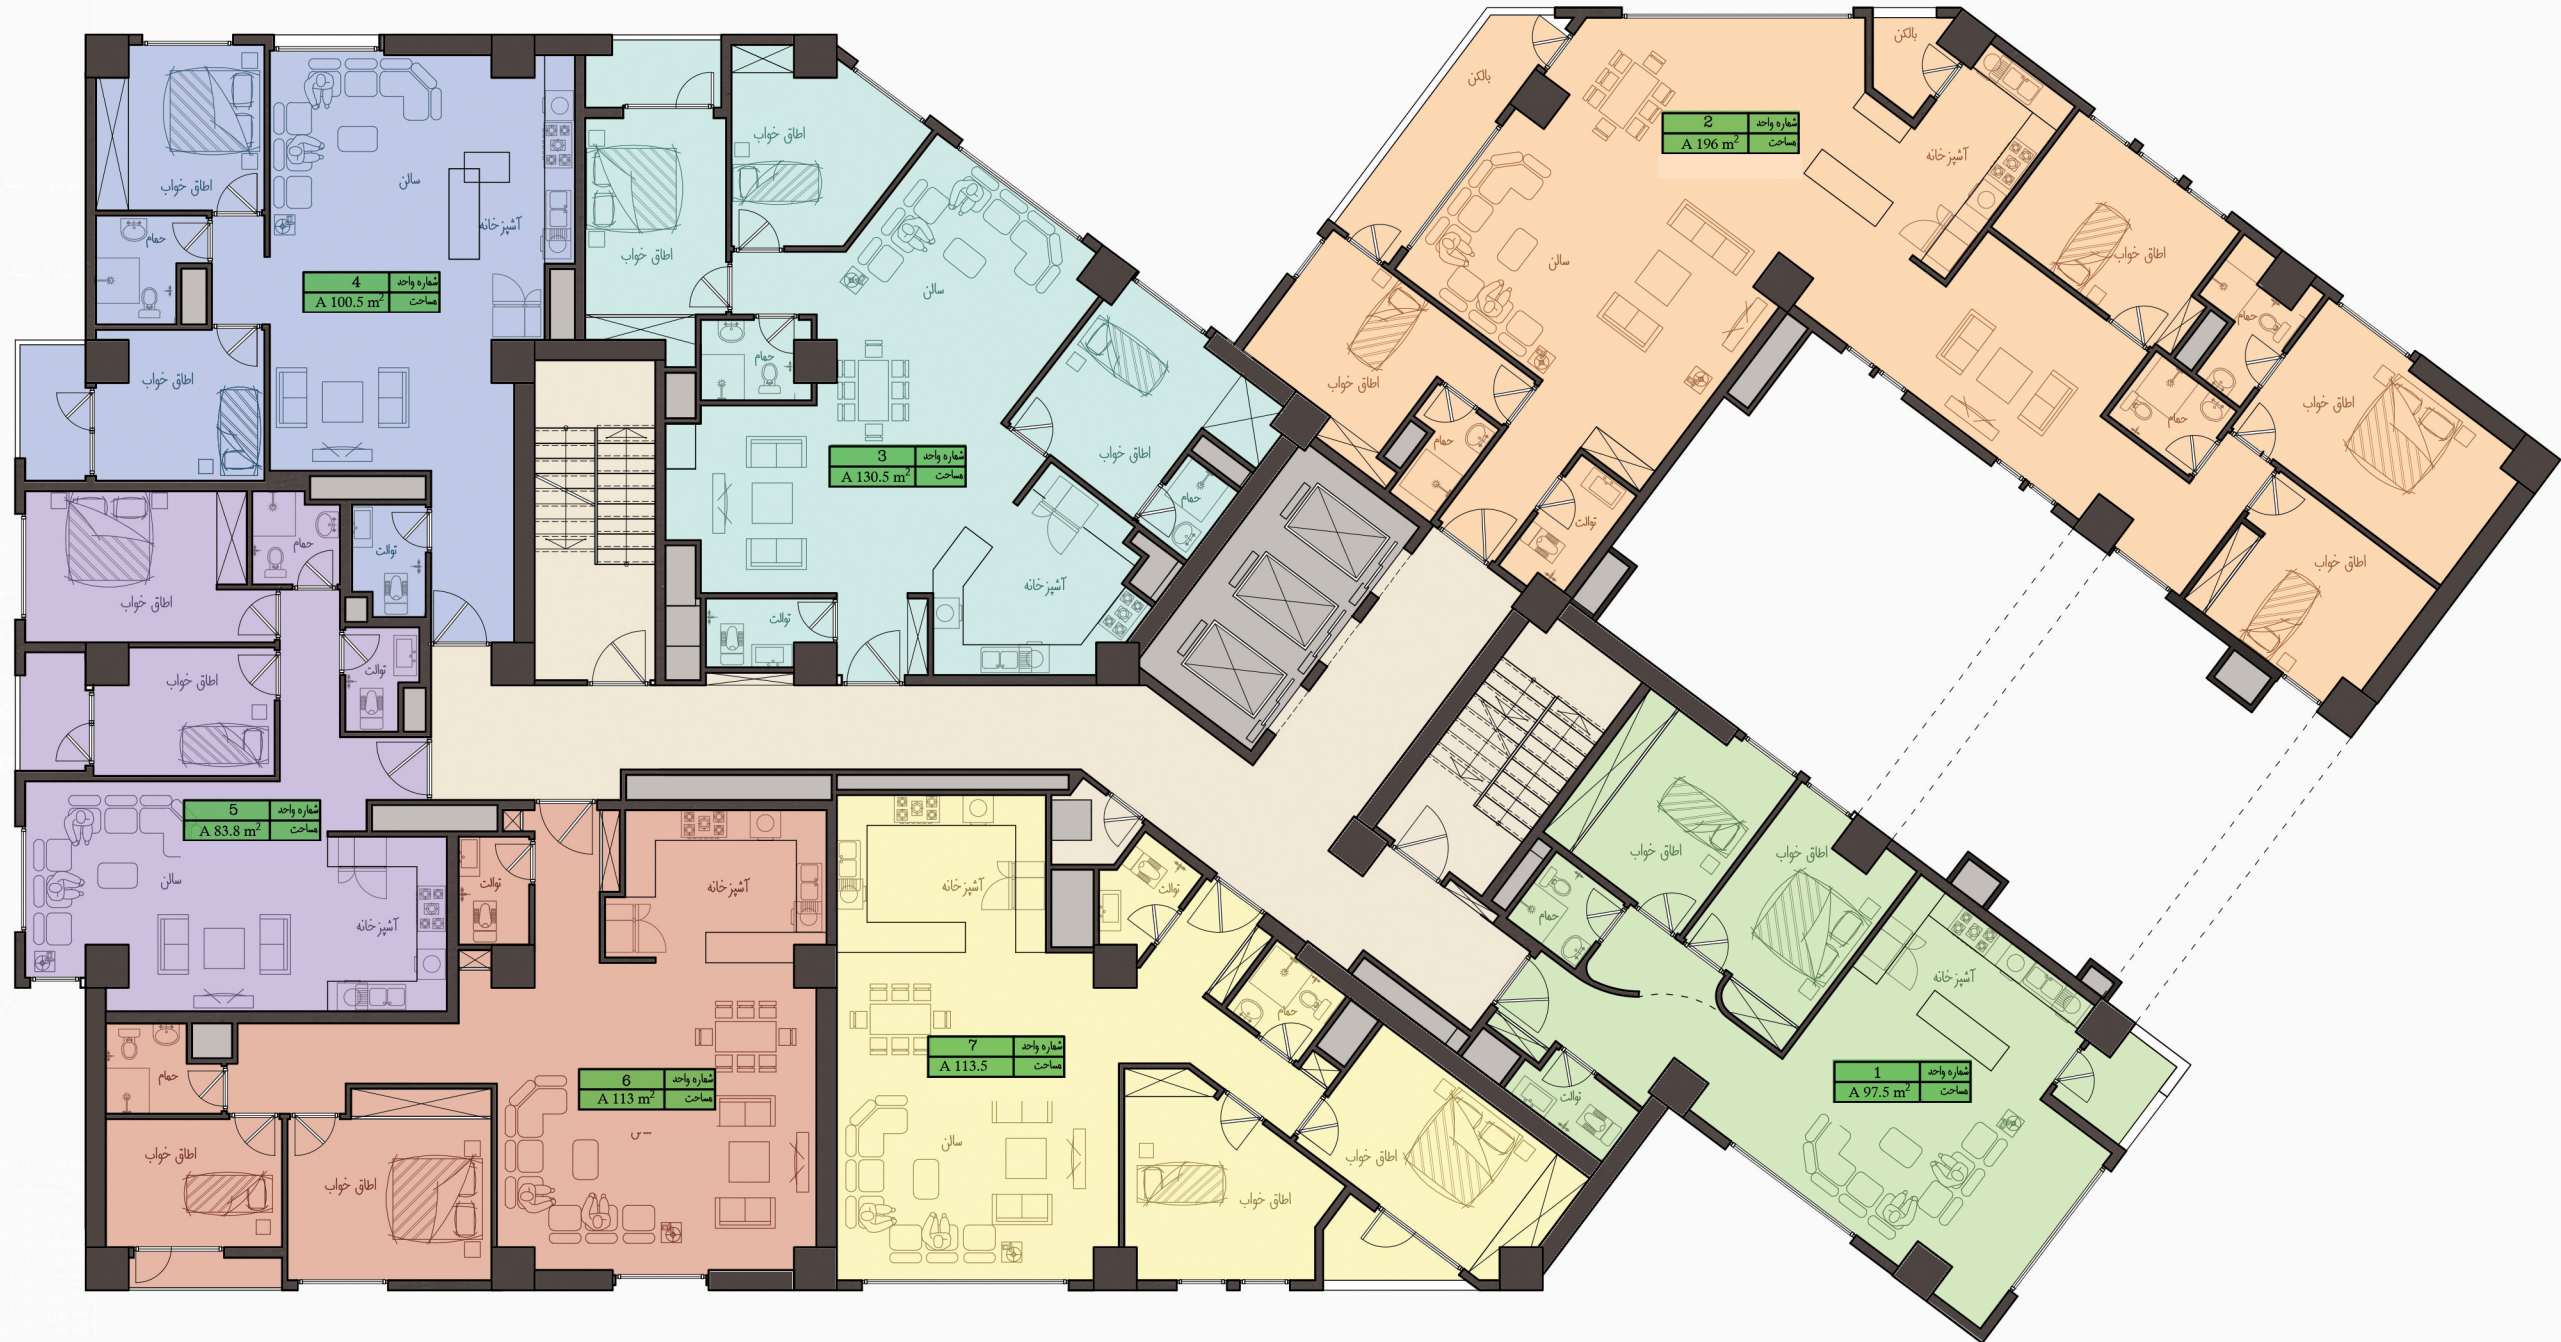 بالکن
بالکن
2 شماره واحد
A 196 m² مساحت
آشپزخانه
سالن
اطاق خواب
حمام
اطاق خواب
حمام
اطاق خواب
اطاق خواب
حمام
توالت
اطاق خواب
سالن
آشپزخانه
اطاق خواب
حمام
4 شماره واحد
A 100.5 m² مساحت
اطاق خواب
توالت
اطاق خواب
اطاق خواب
سالن
حمام
3 شماره واحد
A 130.5 m² مساحت
اطاق خواب
حمام
آشپزخانه
توالت
حمام
اطاق خواب
توالت
اطاق خواب
5 شماره واحد
A 83.8 m² مساحت
سالن
آشپزخانه
توالت
آشپزخانه
حمام
6 شماره واحد
A 113 m² مساحت
اطاق خواب
اطاق خواب
آشپزخانه
توالت
حمام
7 شماره واحد
A 113.5 مساحت
سالن
اطاق خواب
اطاق خواب
اطاق خواب
اطاق خواب
حمام
آشپزخانه
1 شماره واحد
A 97.5 m² مساحت
توالت